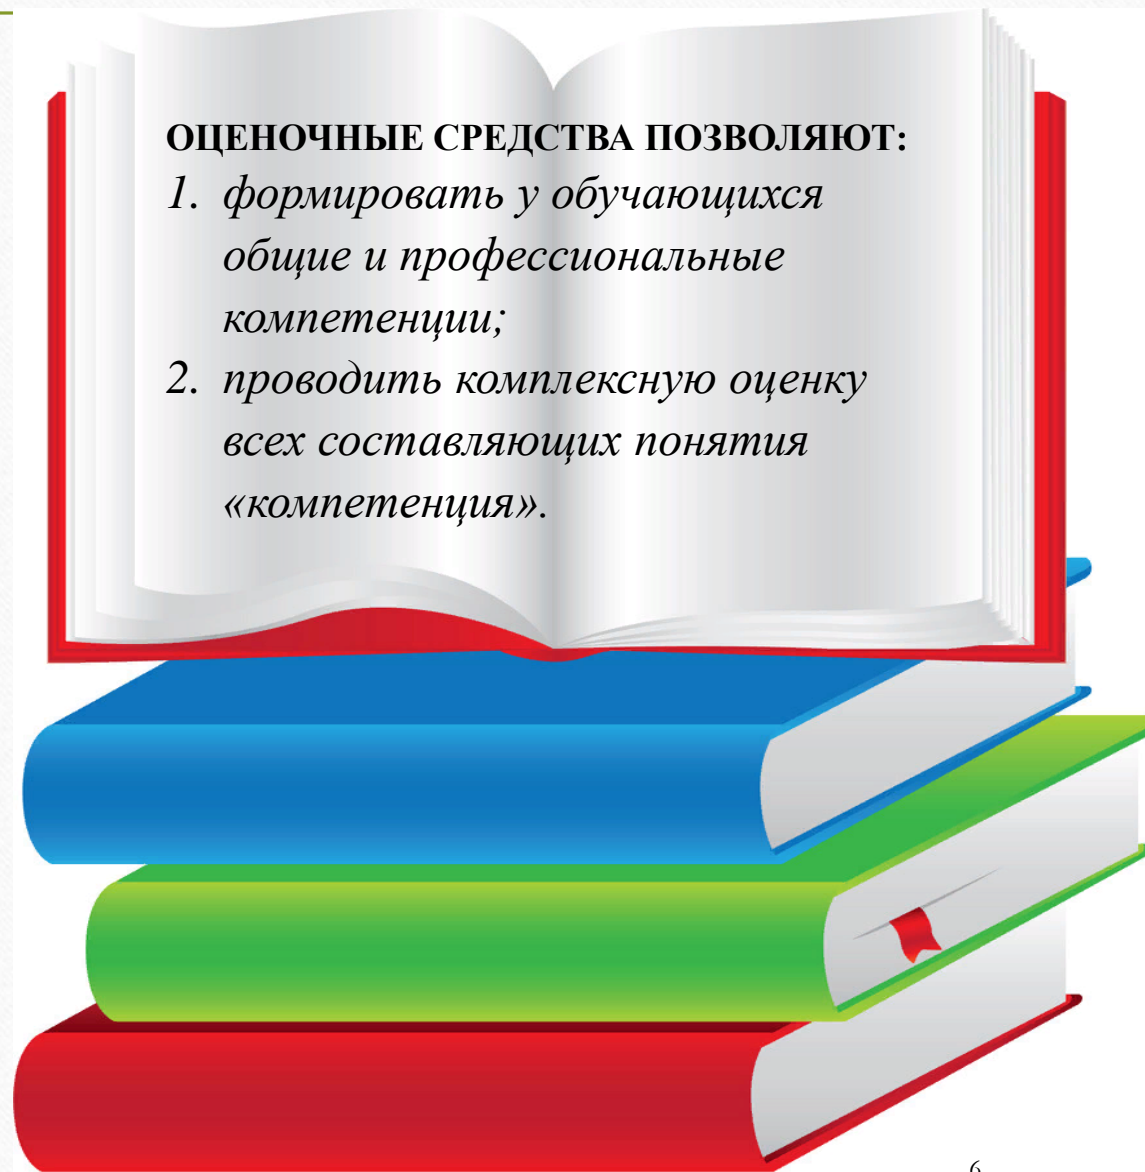 ОЦЕНОЧНЫЕ СРЕДСТВА ПОЗВОЛЯЮТ:
1. формировать у обучающихся
общие и профессиональные
компетенции;
2. проводить комплексную оценку
всех составляющих понятия
«компетенция».
6